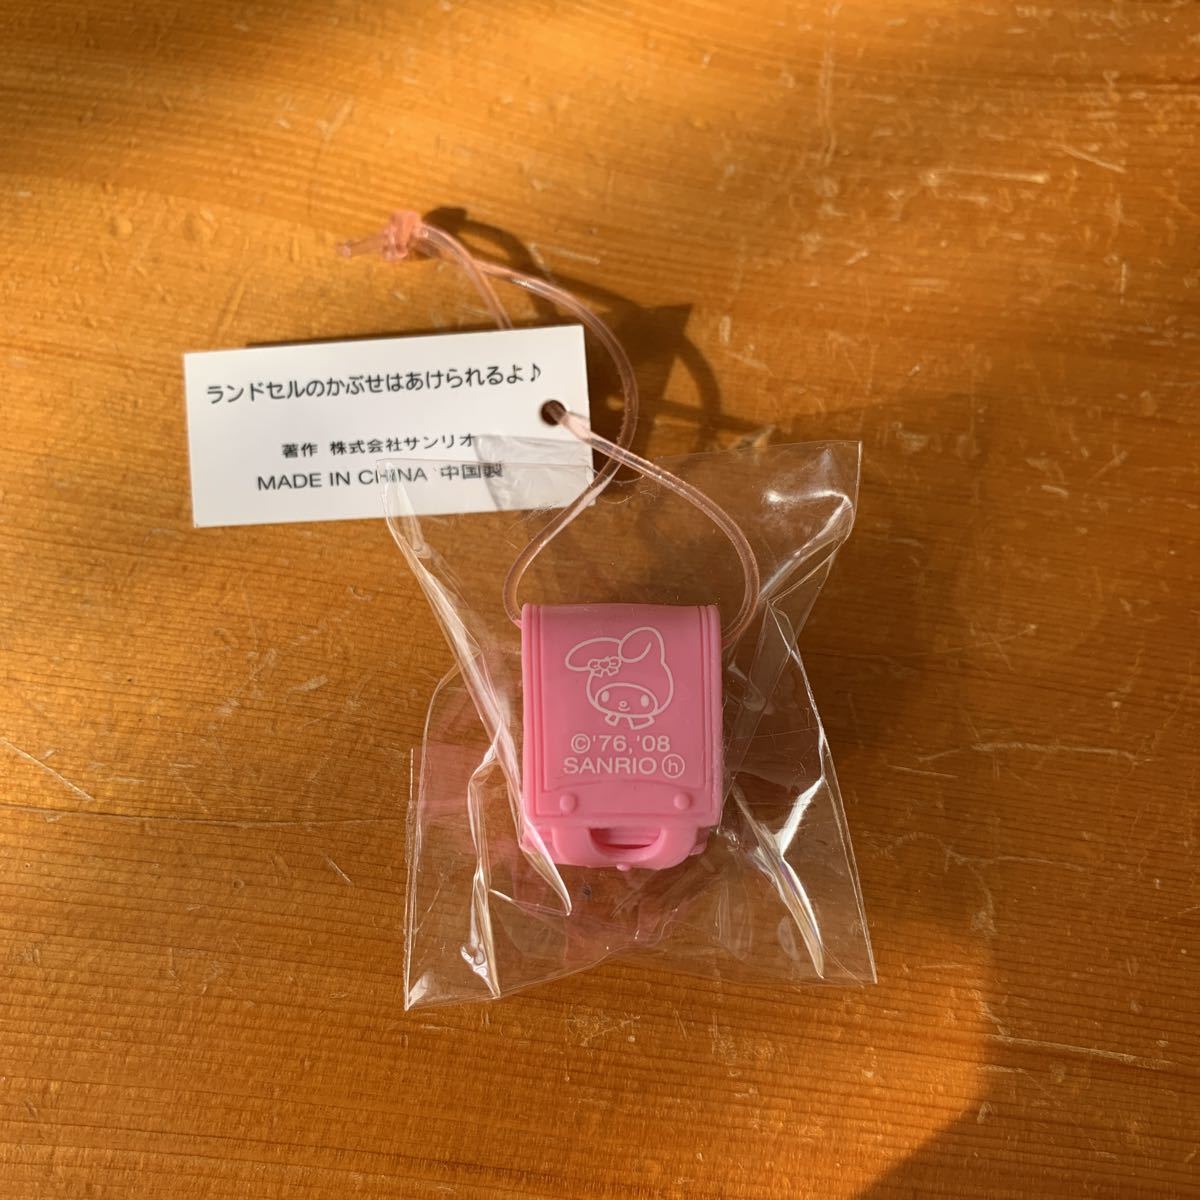 ランドセルのかぶせはあけられるよ♪
著作 株式会社サンリオ
MADE IN CHINA 中国製
©'76,'08
SANRIO ⓗ